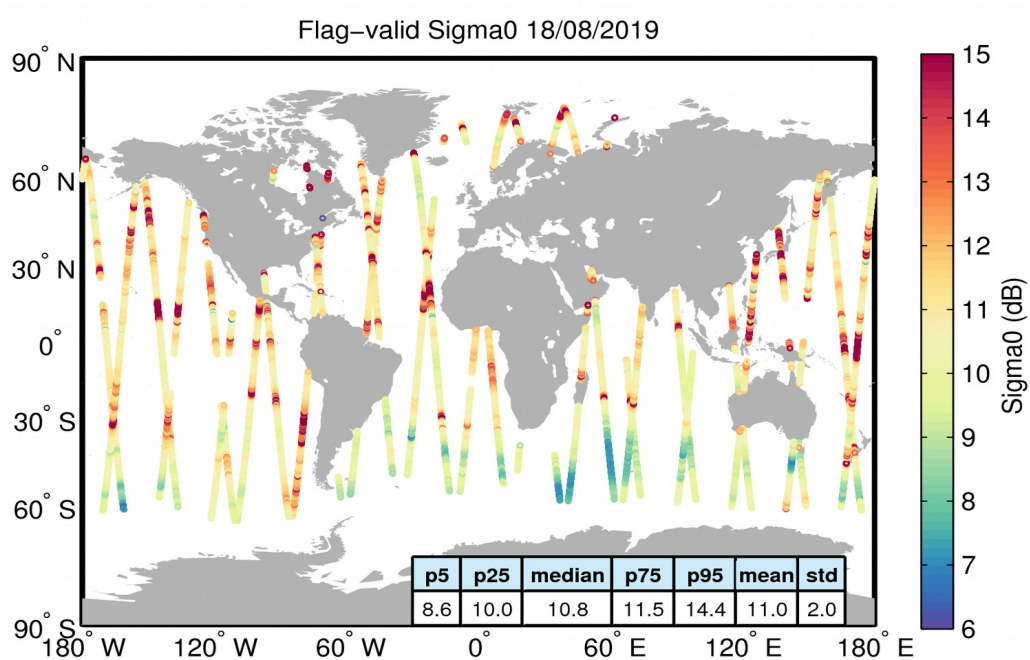 Flag−valid Sigma0 18/08/2019
90° N
60° N
30° N
0°
30° S
60° S
90° S
180° W
120° W
60° W
0°
60° E
120° E
180° E
15
14
13
12
11
10
9
8
7
6
Sigma0 (dB)
p5 p25 median p75 p95 mean std
8.6 10.0 10.8 11.5 14.4 11.0 2.0